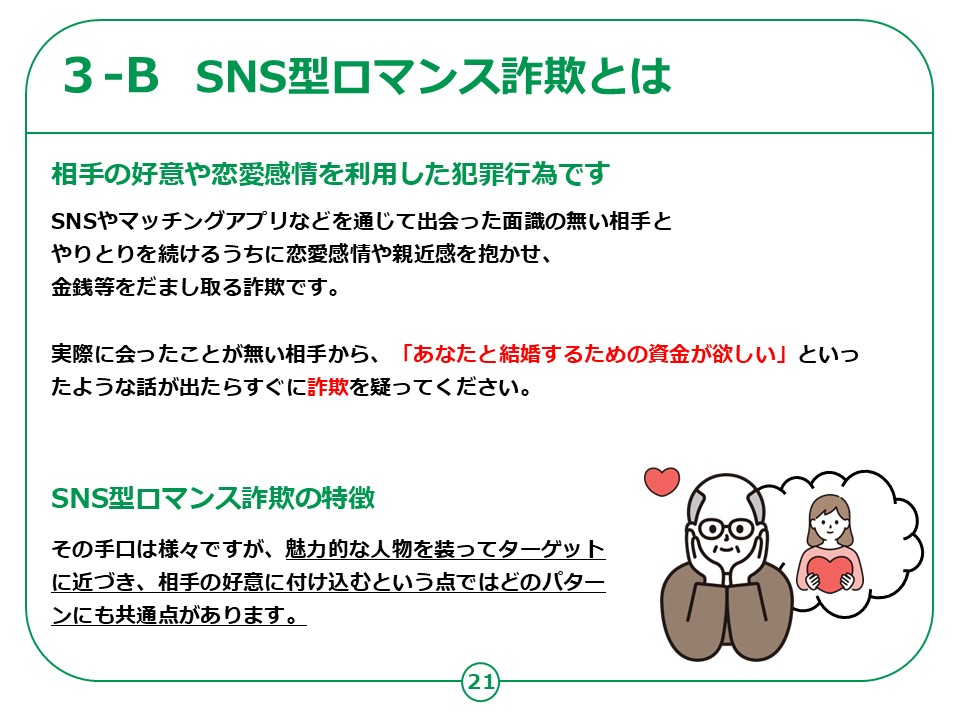 ３-B SNS型ロマンス詐欺とは
相手の好意や恋愛感情を利用した犯罪行為です
SNSやマッチングアプリなどを通じて出会った面識の無い相手と
やりとりを続けるうちに恋愛感情や親近感を抱かせ、
金銭等をだまし取る詐欺です。
実際に会ったことが無い相手から、「あなたと結婚するための資金が欲しい」といっ
たような話が出たらすぐに詐欺を疑ってください。
SNS型ロマンス詐欺の特徴
その手口は様々ですが、魅力的な人物を装ってターゲット
に近づき、相手の好意に付け込むという点ではどのパター
ンにも共通点があります。
21